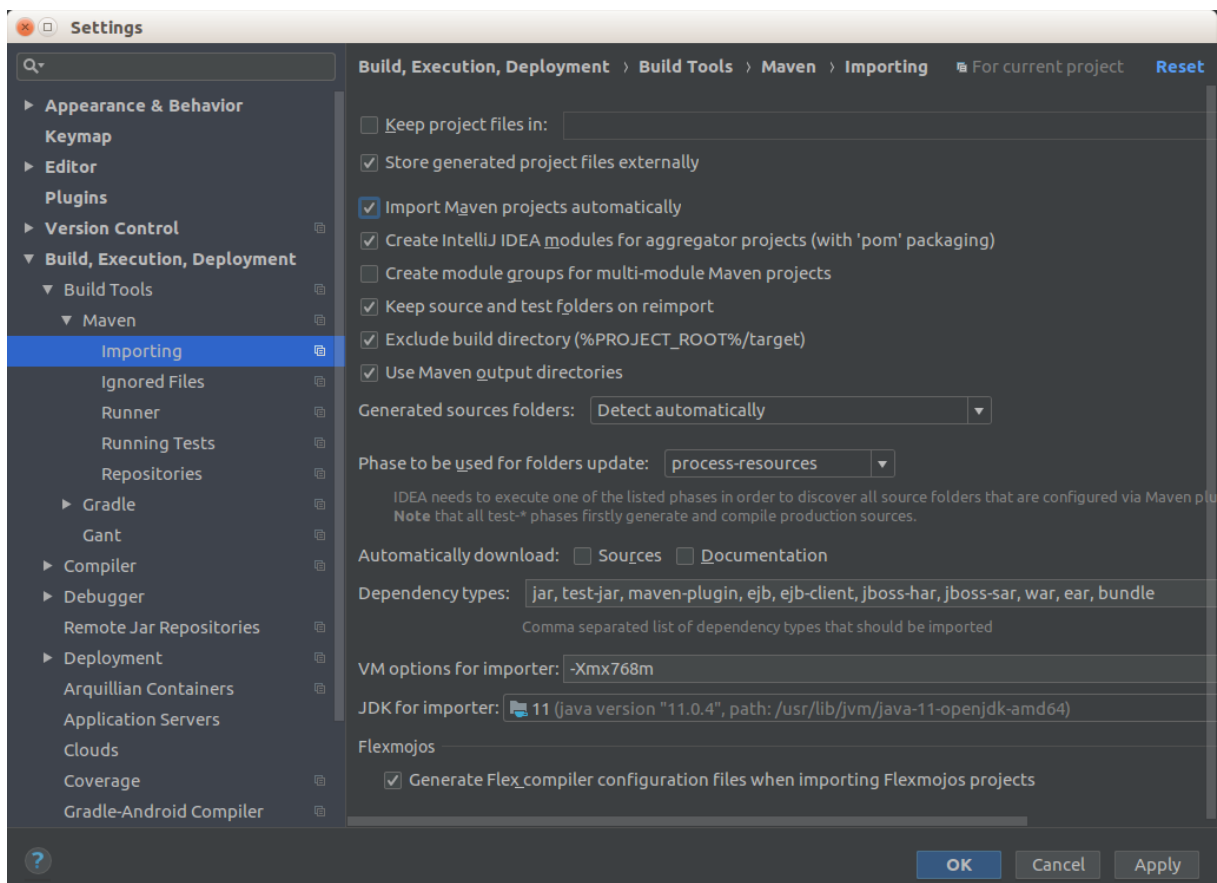 Settings
Appearance & Behavior
Keymap
Editor
Plugins
Version Control
Build, Execution, Deployment
Build Tools
Maven
Importing
Ignored Files
Runner
Running Tests
Repositories
Gradle
Gant
Compiler
Debugger
Remote Jar Repositories
Deployment
Arquillian Containers
Application Servers
Clouds
Coverage
Gradle-Android Compiler
Build, Execution, Deployment › Build Tools › Maven › Importing For current project Reset
Keep project files in:
Store generated project files externally
Import Maven projects automatically
Create IntelliJ IDEA modules for aggregator projects (with 'pom' packaging)
Create module groups for multi-module Maven projects
Keep source and test folders on reimport
Exclude build directory (%PROJECT_ROOT%/target)
Use Maven output directories
Generated sources folders: Detect automatically
Phase to be used for folders update: process-resources
IDEA needs to execute one of the listed phases in order to discover all source folders that are configured via Maven plu
Note that all test-* phases firstly generate and compile production sources.
Automatically download: Sources Documentation
Dependency types: jar, test-jar, maven-plugin, ejb, ejb-client, jboss-har, jboss-sar, war, ear, bundle
Comma separated list of dependency types that should be imported
VM options for importer: -Xmx768m
JDK for importer: 11 (java version "11.0.4", path: /usr/lib/jvm/java-11-openjdk-amd64)
Flexmojos
Generate Flex compiler configuration files when importing Flexmojos projects
?
OK Cancel Apply